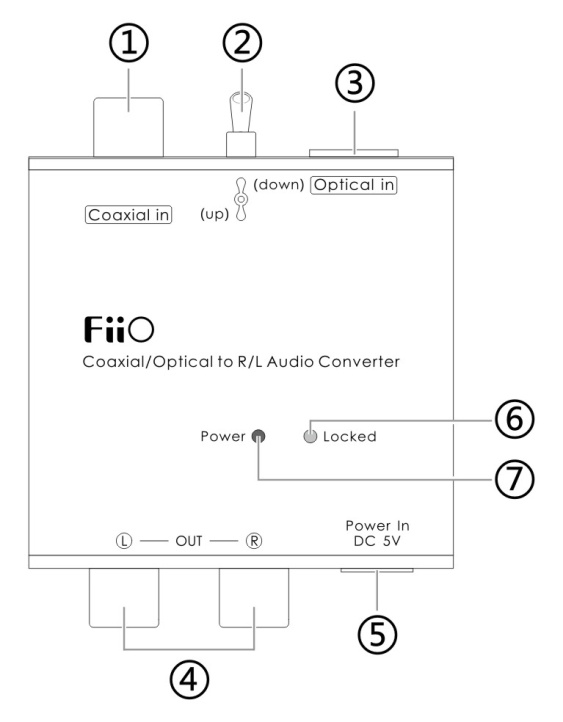 ① ② ③
(down) Optical in
Coaxial in (up)
FiiO
Coaxial/Optical to R/L Audio Converter
⑥
Power Locked
⑦
Power In
Ⓛ — OUT — Ⓡ DC 5V
④ ⑤